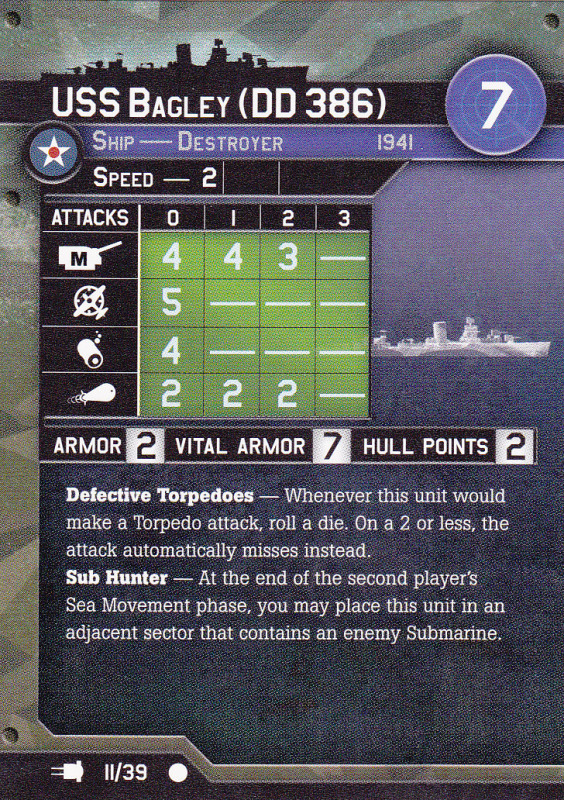 USS BAGLEY (DD 386)
7
SHIP — DESTROYER 1941
SPEED — 2
ATTACKS 0 1 2 3
M 4 4 3 —
5 — — —
4 — — —
2 2 2 —
ARMOR 2 VITAL ARMOR 7 HULL POINTS 2
Defective Torpedoes — Whenever this unit would
make a Torpedo attack, roll a die. On a 2 or less, the
attack automatically misses instead.
Sub Hunter — At the end of the second player's
Sea Movement phase, you may place this unit in an
adjacent sector that contains an enemy Submarine.
11/39